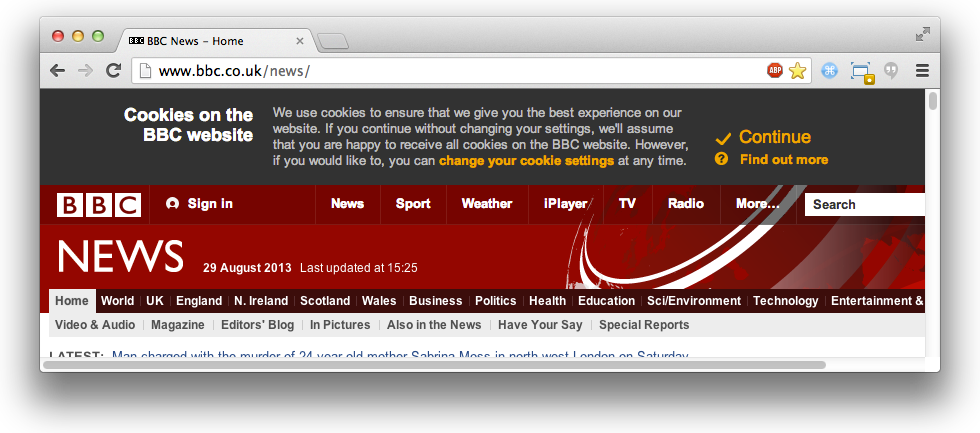 BBC BBC News - Home
www.bbc.co.uk/news/
ABP
Cookies on the
BBC website
We use cookies to ensure that we give you the best experience on our
website. If you continue without changing your settings, we'll assume
that you are happy to receive all cookies on the BBC website. However,
if you would like to, you can change your cookie settings at any time.
Continue
? Find out more
BBC Sign in News Sport Weather iPlayer TV Radio More... Search
NEWS
29 August 2013 Last updated at 15:25
Home World UK England N. Ireland Scotland Wales Business Politics Health Education Sci/Environment Technology Entertainment &
Video & Audio Magazine Editors' Blog In Pictures Also in the News Have Your Say Special Reports
LATEST: Man charged with the murder of 24 year old mother Sabrina Moss in north west London on Saturday